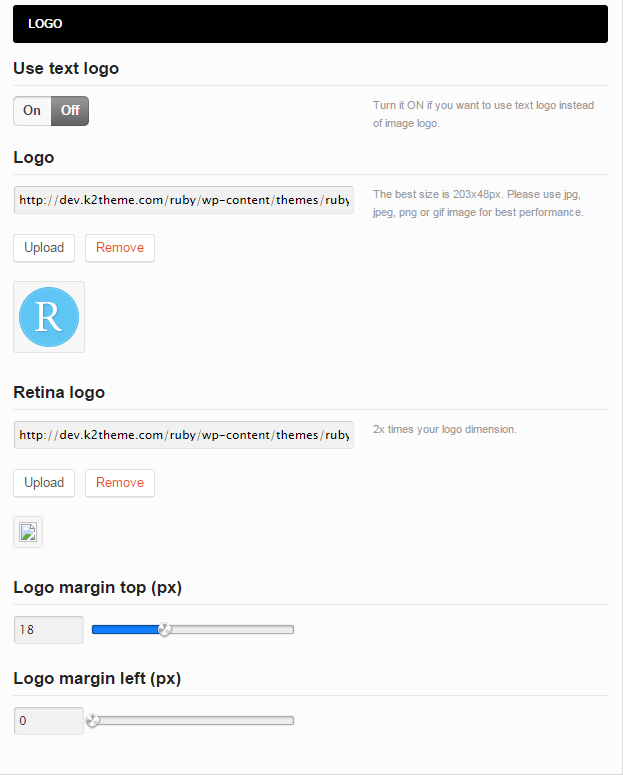 LOGO
Use text logo
On Off
Turn it ON if you want to use text logo instead
of image logo.
Logo
http://dev.k2theme.com/ruby/wp-content/themes/ruby
The best size is 203x48px. Please use jpg,
jpeg, png or gif image for best performance.
Upload Remove
R
Retina logo
http://dev.k2theme.com/ruby/wp-content/themes/ruby
2x times your logo dimension.
Upload Remove
Logo margin top (px)
18
Logo margin left (px)
0